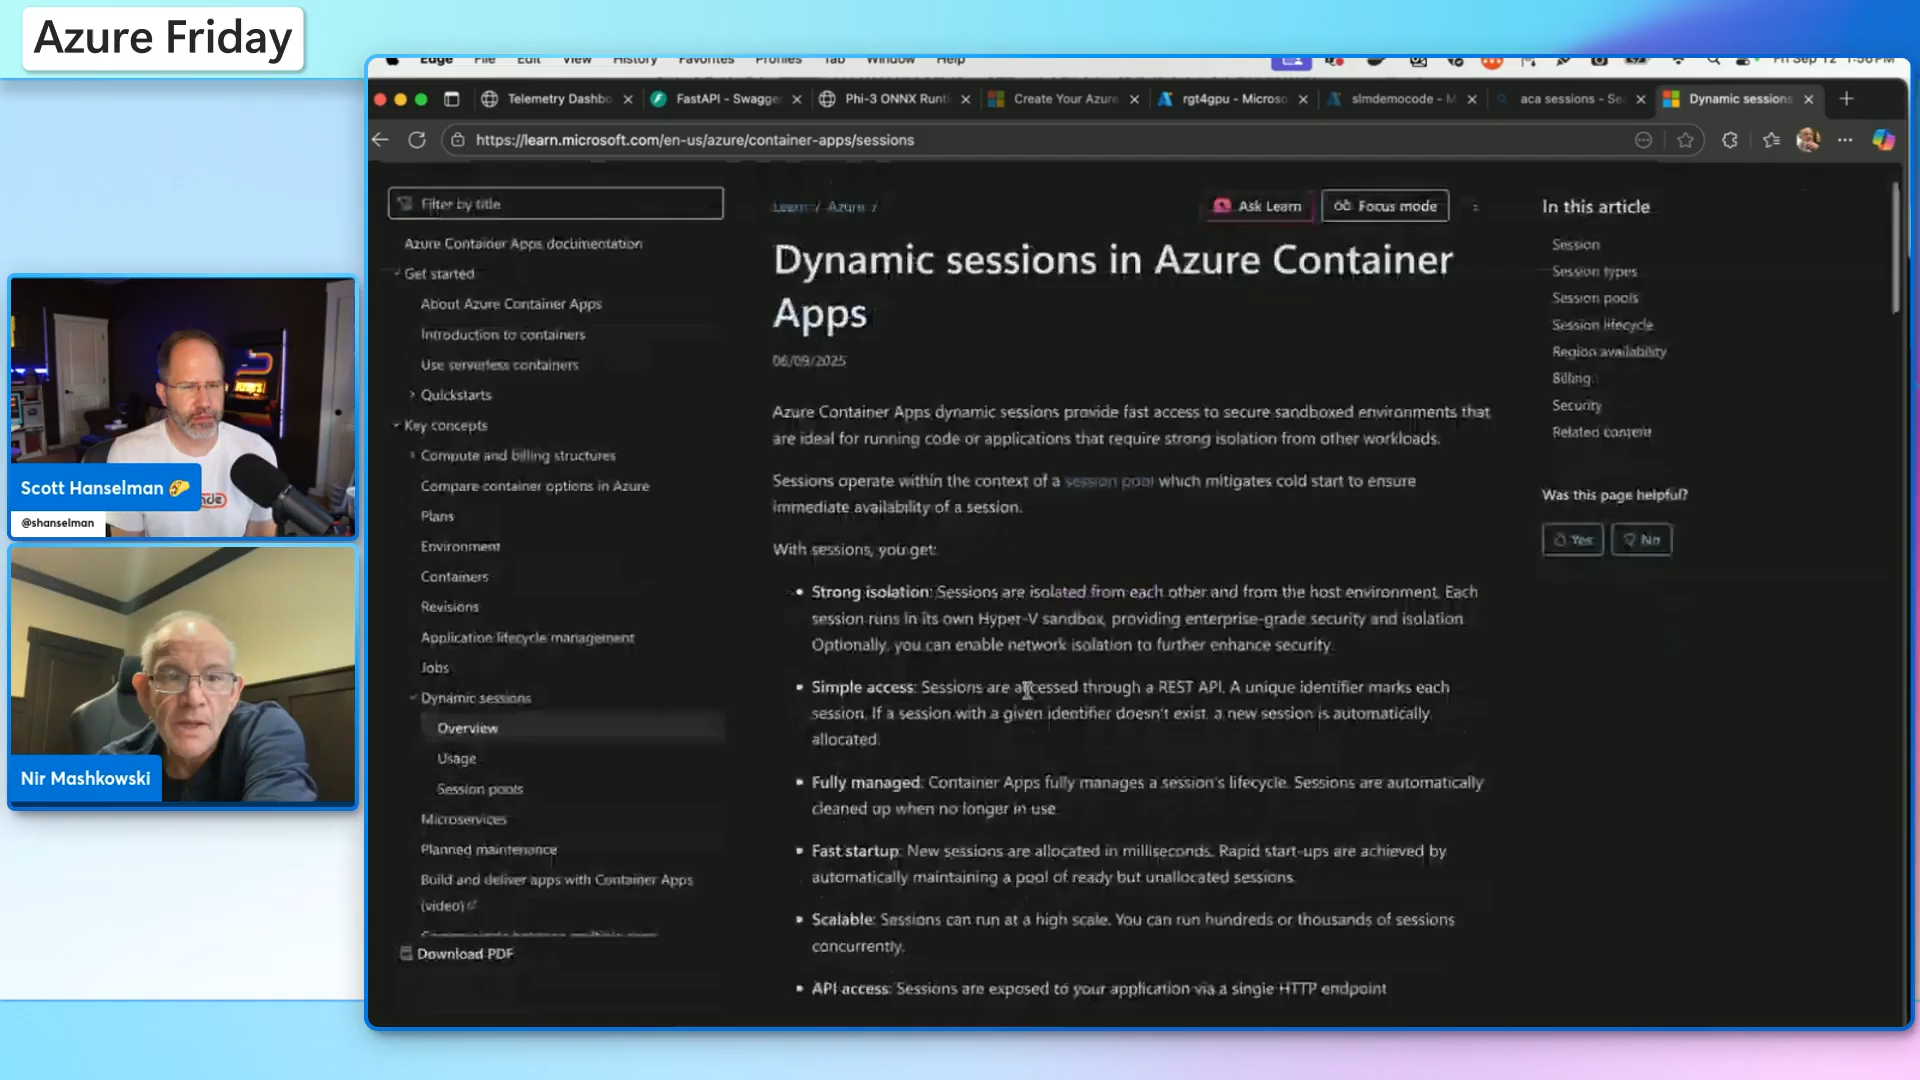 Azure Friday
Edge File Edit View History Favorites Profiles Tab Window Help Fri Sep 12 1:56 PM
Telemetry Dashbo
FastAPI - Swagge
Phi-3 ONNX Runti
Create Your Azure
rgt4gpu - Microso
slmdemocode - M
aca sessions - Se
Dynamic sessions
https://learn.microsoft.com/en-us/azure/container-apps/sessions
Filter by title
Azure Container Apps documentation
Get started
About Azure Container Apps
Introduction to containers
Use serverless containers
Quickstarts
Key concepts
Compute and billing structures
Compare container options in Azure
Plans
Environment
Containers
Revisions
Application lifecycle management
Jobs
Dynamic sessions
Overview
Usage
Session pools
Microservices
Planned maintenance
Build and deliver apps with Container Apps
(video)
Download PDF
Learn / Azure /
Ask Learn
Focus mode
Dynamic sessions in Azure Container
Apps
06/09/2025
Azure Container Apps dynamic sessions provide fast access to secure sandboxed environments that
are ideal for running code or applications that require strong isolation from other workloads.
Sessions operate within the context of a session pool which mitigates cold start to ensure
immediate availability of a session.
With sessions, you get:
Strong isolation: Sessions are isolated from each other and from the host environment. Each
session runs in its own Hyper-V sandbox, providing enterprise-grade security and isolation.
Optionally, you can enable network isolation to further enhance security.
Simple access: Sessions are accessed through a REST API. A unique identifier marks each
session. If a session with a given identifier doesn't exist, a new session is automatically
allocated.
Fully managed: Container Apps fully manages a session's lifecycle. Sessions are automatically
cleaned up when no longer in use.
Fast startup: New sessions are allocated in milliseconds. Rapid start-ups are achieved by
automatically maintaining a pool of ready but unallocated sessions.
Scalable: Sessions can run at a high scale. You can run hundreds or thousands of sessions
concurrently.
API access: Sessions are exposed to your application via a single HTTP endpoint
In this article
Session
Session types
Session pools
Session lifecycle
Region availability
Billing
Security
Related content
Was this page helpful?
Yes
No
Scott Hanselman
@shanselman
Nir Mashkowski